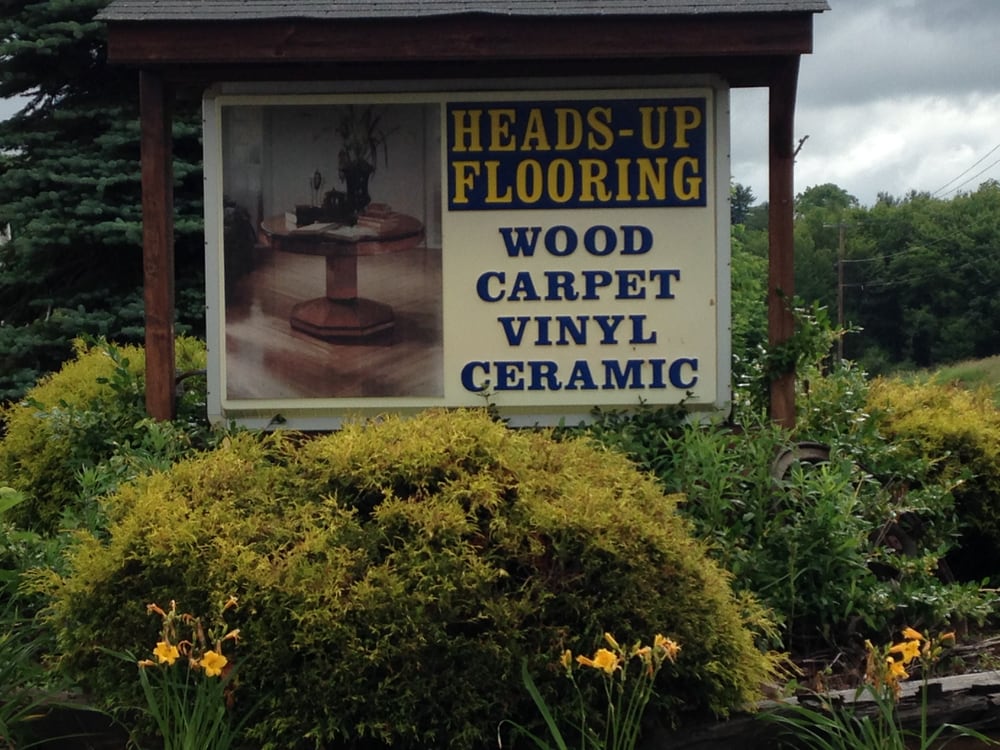 HEADS-UP
FLOORING
WOOD
CARPET
VINYL
CERAMIC